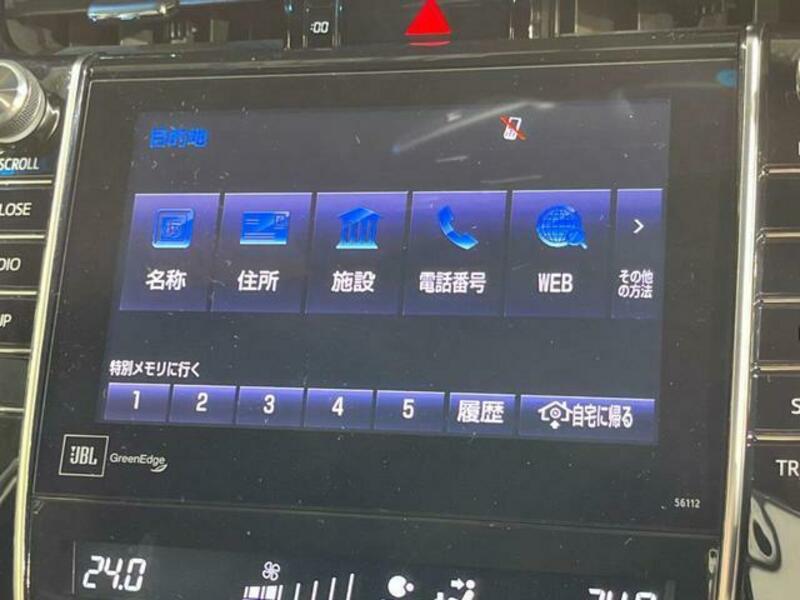 :00
SCROLL
LOSE
DIO
目的地
名称
住所
施設
電話番号
WEB
その他
の方法
特別メモリに行く
1 2 3 4 5 履歴 自宅に帰る
JBL GreenEdge
56112
TR
24.0